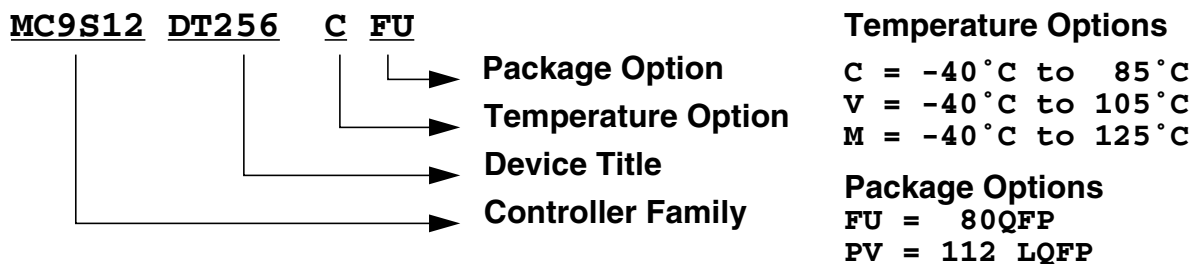 MC9S12 DT256 C FU
Package Option
Temperature Option
Device Title
Controller Family
Temperature Options
C = -40˚C to 85˚C
V = -40˚C to 105˚C
M = -40˚C to 125˚C
Package Options
FU = 80QFP
PV = 112 LQFP